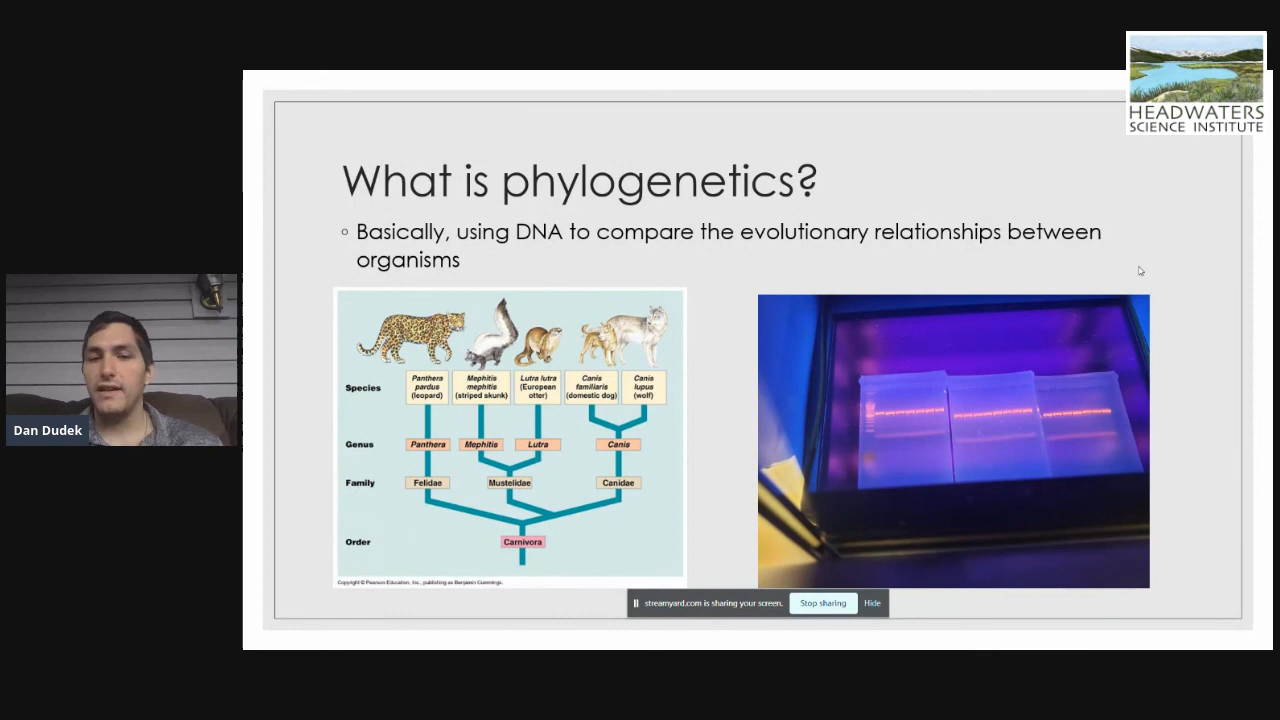 HEADWATERS
SCIENCE INSTITUTE
What is phylogenetics?
Basically, using DNA to compare the evolutionary relationships between
organisms
Species
Panthera
pardus
(leopard)
Mephitis
mephitis
(striped skunk)
Lutra lutra
(European
otter)
Canis
familiaris
(domestic dog)
Canis
lupus
(wolf)
Genus
Panthera
Mephitis
Lutra
Canis
Family
Felidae
Mustelidae
Canidae
Order
Carnivora
Copyright © Pearson Education, Inc., publishing as Benjamin Cummings.
streamyard.com is sharing your screen.
Stop sharing
Hide
Dan Dudek